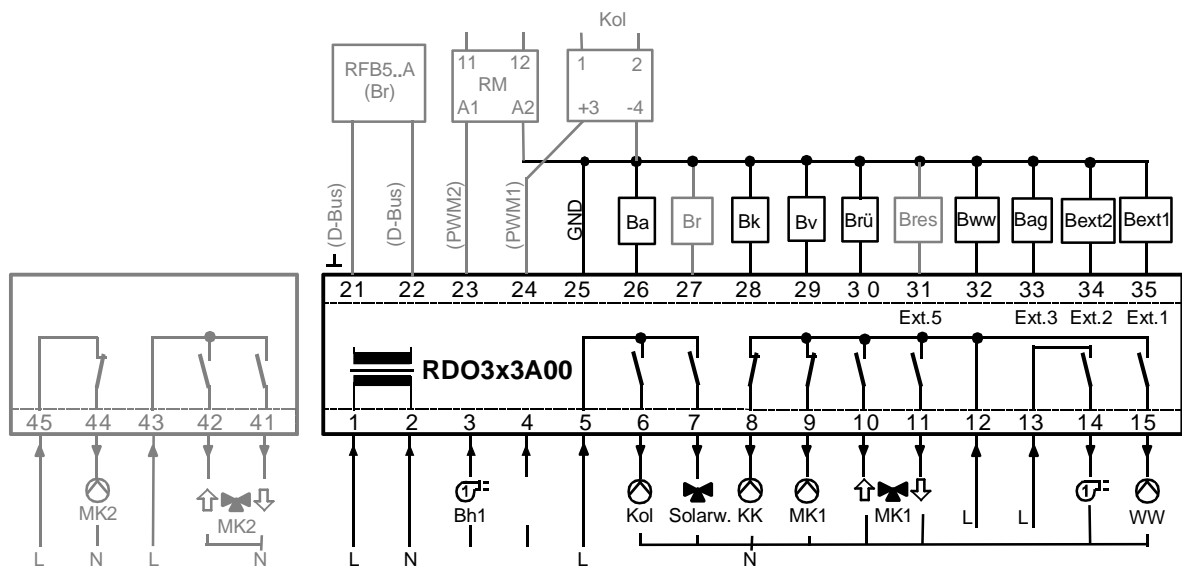 Kol
RFB5..A
(Br)
11 12
RM
A1 A2
1 2
+3 -4
(D-Bus) (D-Bus) (PWM2) (PWM1) GND
Ba Br Bk Bv Brü Bres Bww Bag Bext2 Bext1
21 22 23 24 25 26 27 28 29 30 31 32 33 34 35
Ext.5 Ext.3 Ext.2 Ext.1
RDO3x3A00
45 44 43 42 41
1 2 3 4 5 6 7 8 9 10 11 12 13 14 15
1 1
MK2 MK2
Bh1 Kol Solarw. KK MK1 MK1 L L WW
L N L N
L N L N